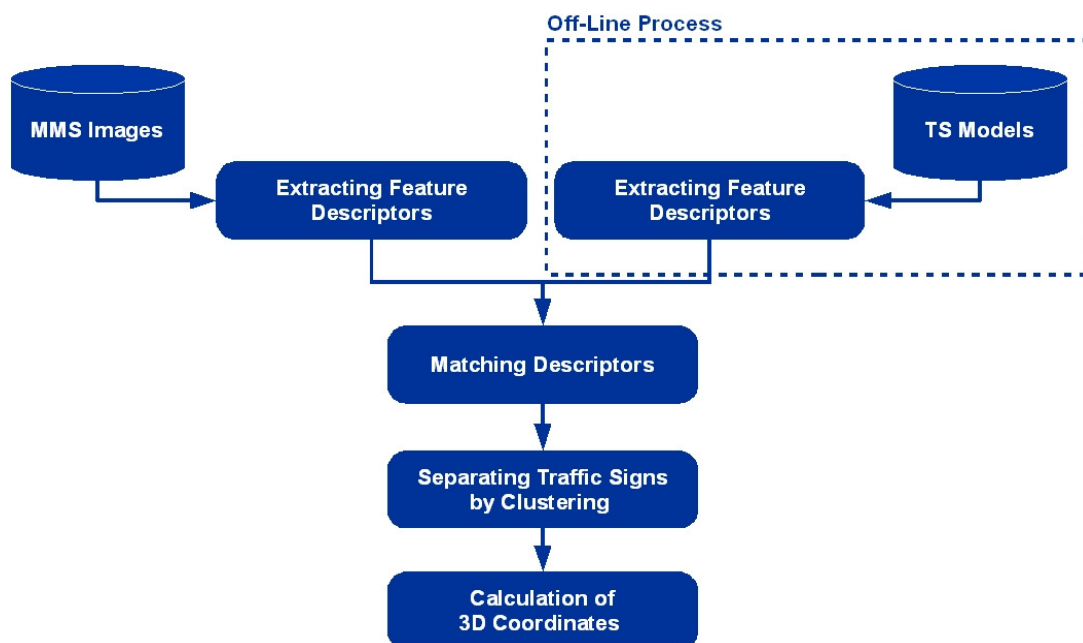 Off-Line Process
MMS Images
TS Models
Extracting Feature
Descriptors
Extracting Feature
Descriptors
Matching Descriptors
Separating Traffic Signs
by Clustering
Calculation of
3D Coordinates